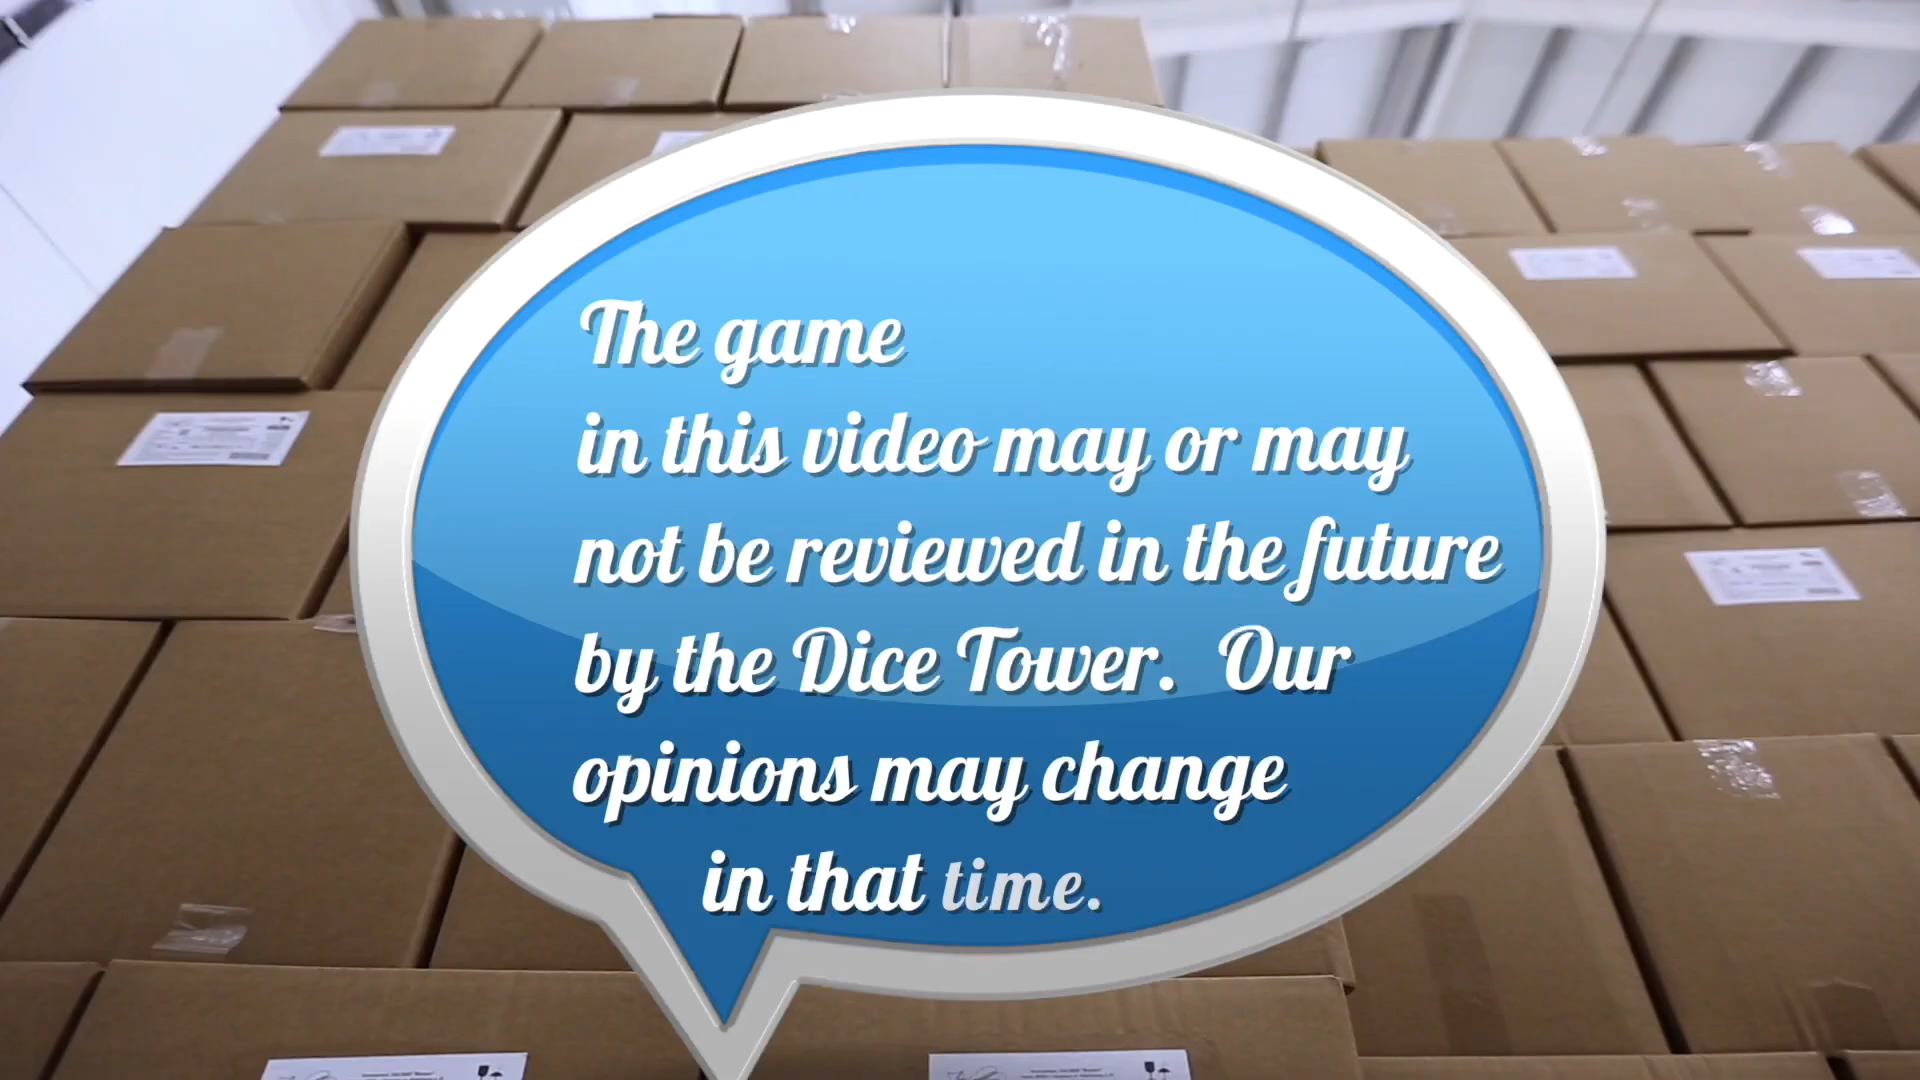 The game
in this video may or may
not be reviewed in the future
by the Dice Tower. Our
opinions may change
in that time.